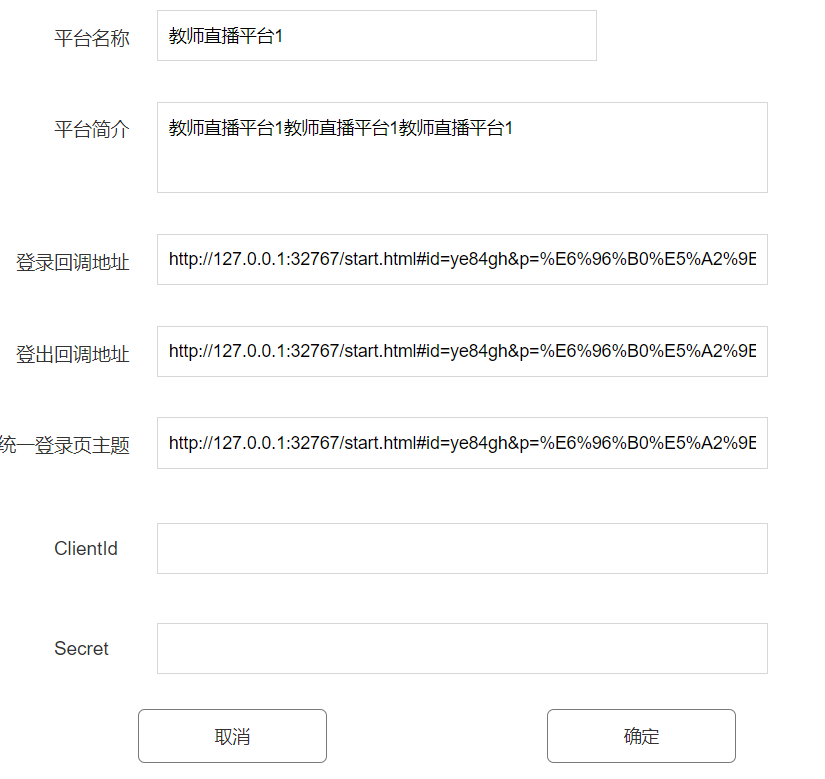 平台名称 教师直播平台1
平台简介 教师直播平台1教师直播平台1教师直播平台1
登录回调地址 http://127.0.0.1:32767/start.html#id=ye84gh&p=%E6%96%B0%E5%A2%9E
登出回调地址 http://127.0.0.1:32767/start.html#id=ye84gh&p=%E6%96%B0%E5%A2%9E
统一登录页主题 http://127.0.0.1:32767/start.html#id=ye84gh&p=%E6%96%B0%E5%A2%9E
ClientId
Secret
取消 确定